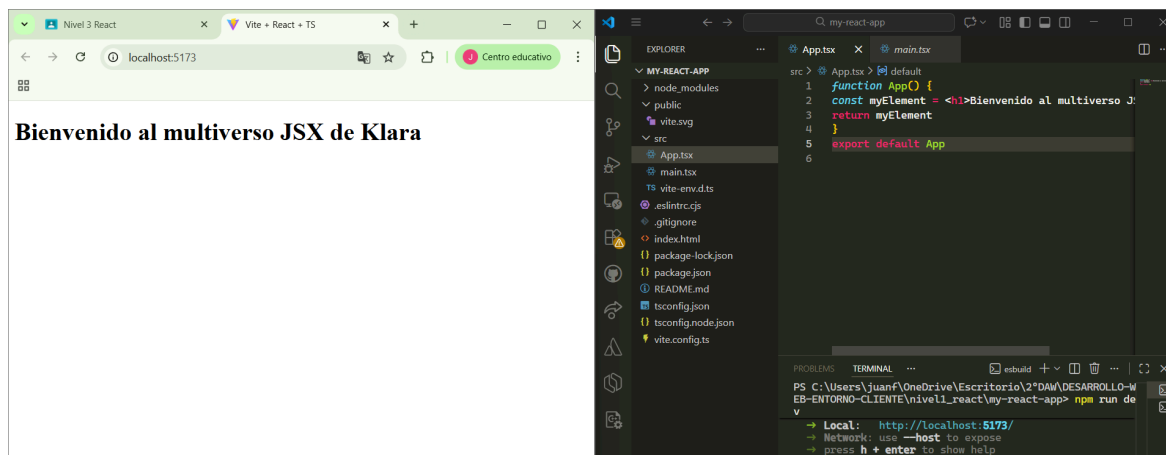 Nivel 3 React
Vite + React + TS
localhost:5173
Centro educativo
Bienvenido al multiverso JSX de Klara
my-react-app
EXPLORER
MY-REACT-APP
node_modules
public
vite.svg
src
App.tsx
main.tsx
TS vite-env.d.ts
.eslintrc.cjs
.gitignore
index.html
package-lock.json
package.json
README.md
tsconfig.json
tsconfig.node.json
vite.config.ts
App.tsx
main.tsx
src > App.tsx > default
1 function App() {
2 const myElement = <h1>Bienvenido al multiverso J
3 return myElement
4 }
5 export default App
6
PROBLEMS TERMINAL ... esbuild
PS C:\Users\juanf\OneDrive\Escritorio\2°DAW\DESARROLLO-W
EB-ENTORNO-CLIENTE\nivel1_react\my-react-app> npm run de
v
→ Local: http://localhost:5173/
→ Network: use --host to expose
→ press h + enter to show help